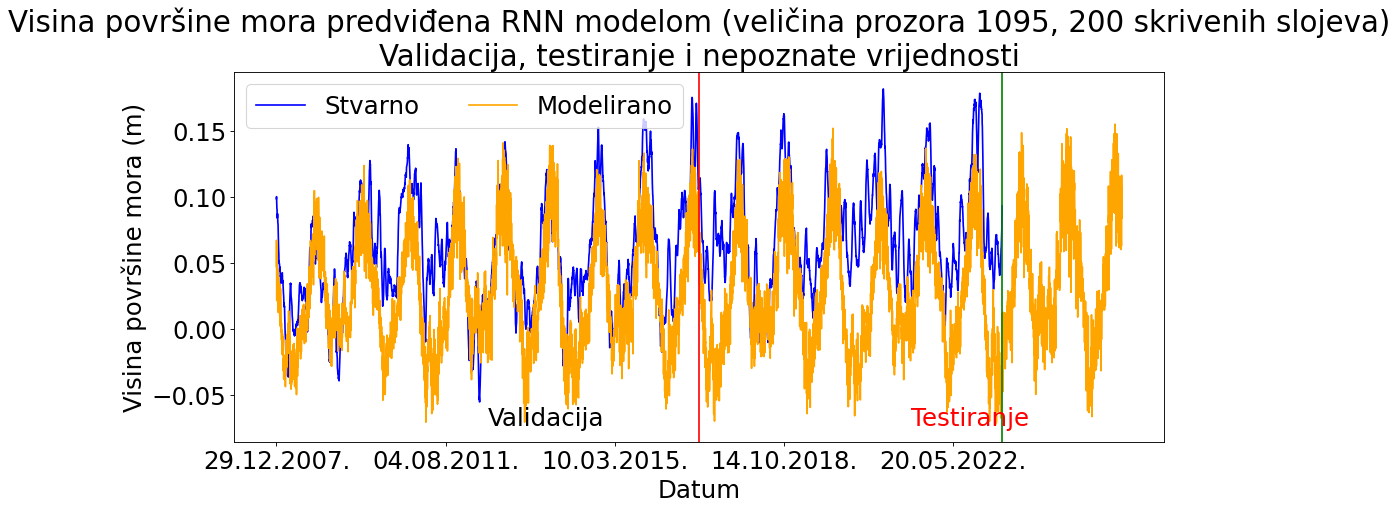 Visina površine mora predviđena RNN modelom (veličina prozora 1095, 200 skrivenih slojeva)
Validacija, testiranje i nepoznate vrijednosti
Stvarno Modelirano
Visina površine mora (m)
0.15
0.10
0.05
0.00
−0.05
Validacija
Testiranje
29.12.2007. 04.08.2011. 10.03.2015. 14.10.2018. 20.05.2022.
Datum